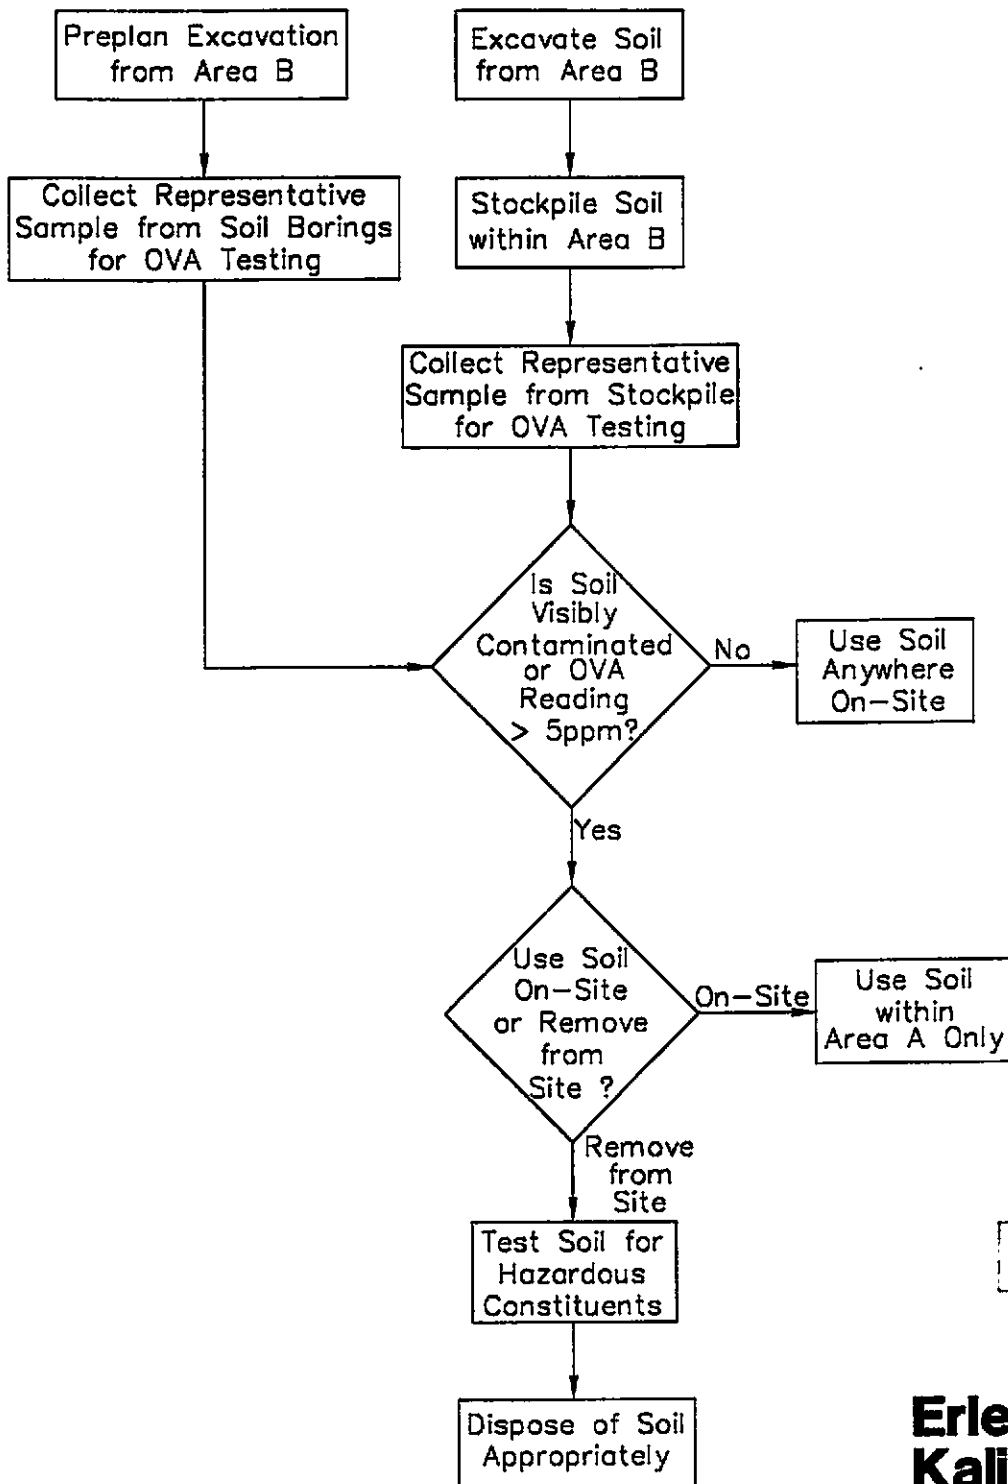 Preplan Excavation
from Area B
Excavate Soil
from Area B
Collect Representative
Sample from Soil Borings
for OVA Testing
Stockpile Soil
within Area B
Collect Representative
Sample from Stockpile
for OVA Testing
Is Soil
Visibly
Contaminated
or OVA
Reading
> 5ppm?
No
Use Soil
Anywhere
On-Site
Yes
Use Soil
On-Site
or Remove
from
Site ?
On-Site
Use Soil
within
Area A Only
Remove
from
Site
Test Soil for
Hazardous
Constituents
Dispose of Soil
Appropriately
Erle
Kali